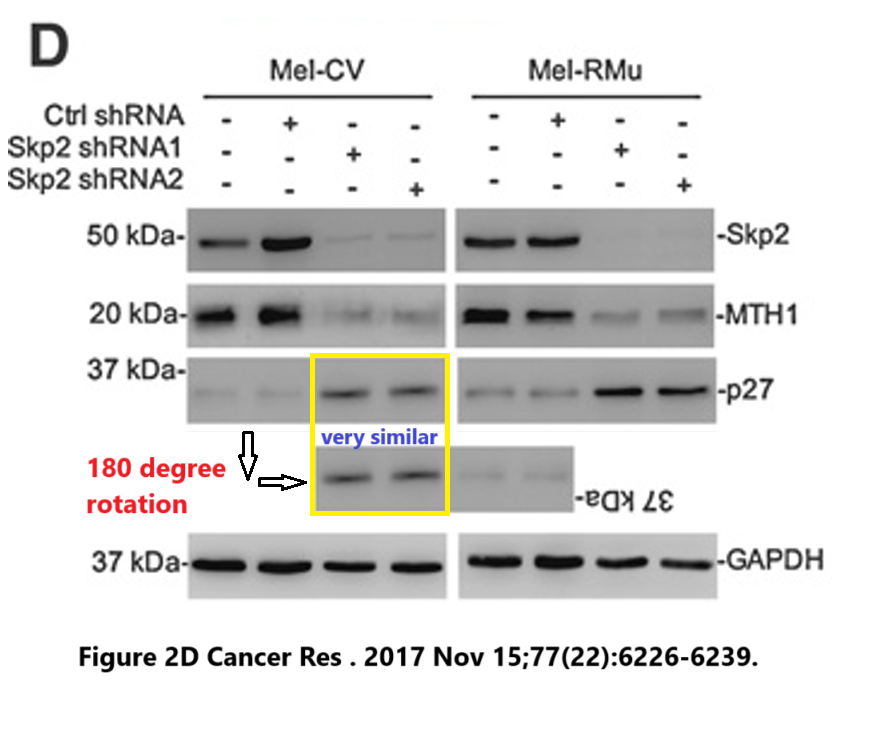 D
Mel-CV Mel-RMu
Ctrl shRNA - + - - - + - -
Skp2 shRNA1 - - + - - - + -
Skp2 shRNA2 - - - + - - - +
50 kDa- -Skp2
20 kDa- -MTH1
37 kDa- -p27
very similar
180 degree
rotation
37 kDa-
37 kDa- -GAPDH
Figure 2D Cancer Res . 2017 Nov 15;77(22):6226-6239.